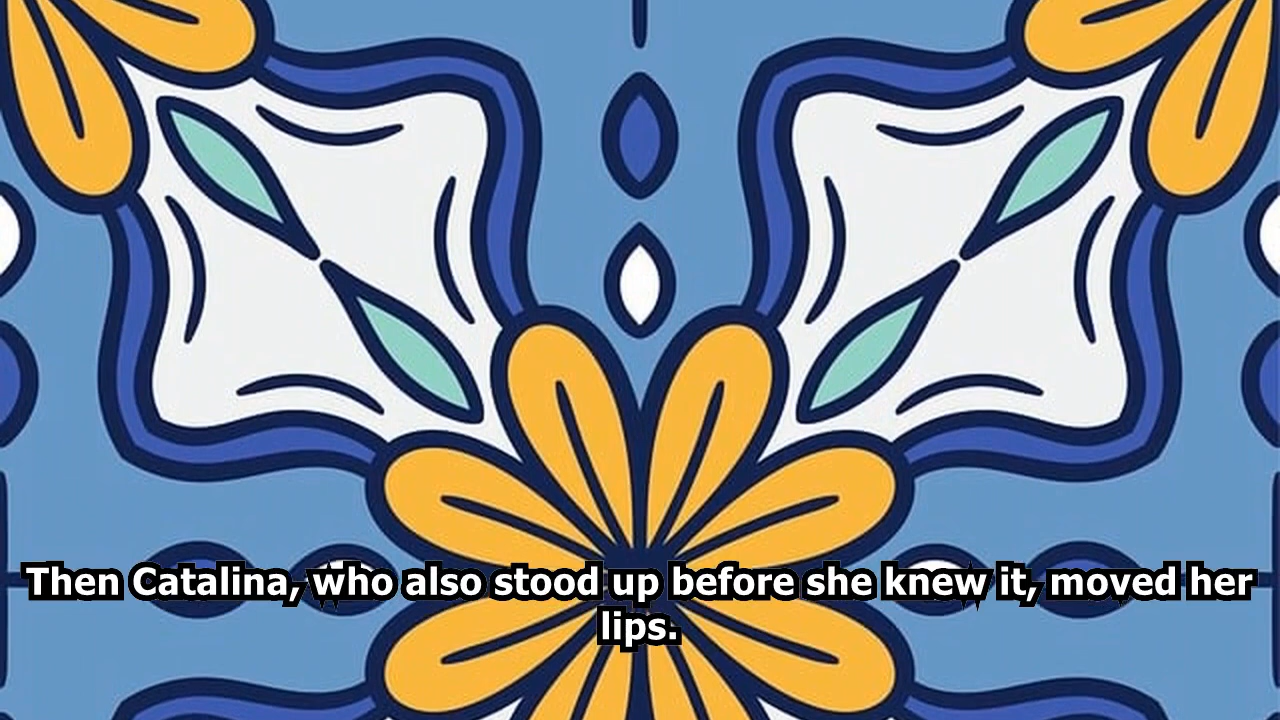 Then Catalina, who also stood up before she knew it, moved her
lips.